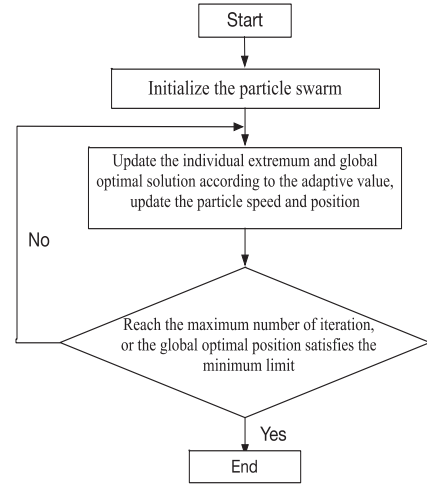 Start
Initialize the particle swarm
Update the individual extremum and global
optimal solution according to the adaptive value,
update the particle speed and position
No
Reach the maximum number of iteration,
or the global optimal position satisfies the
minimum limit
Yes
End